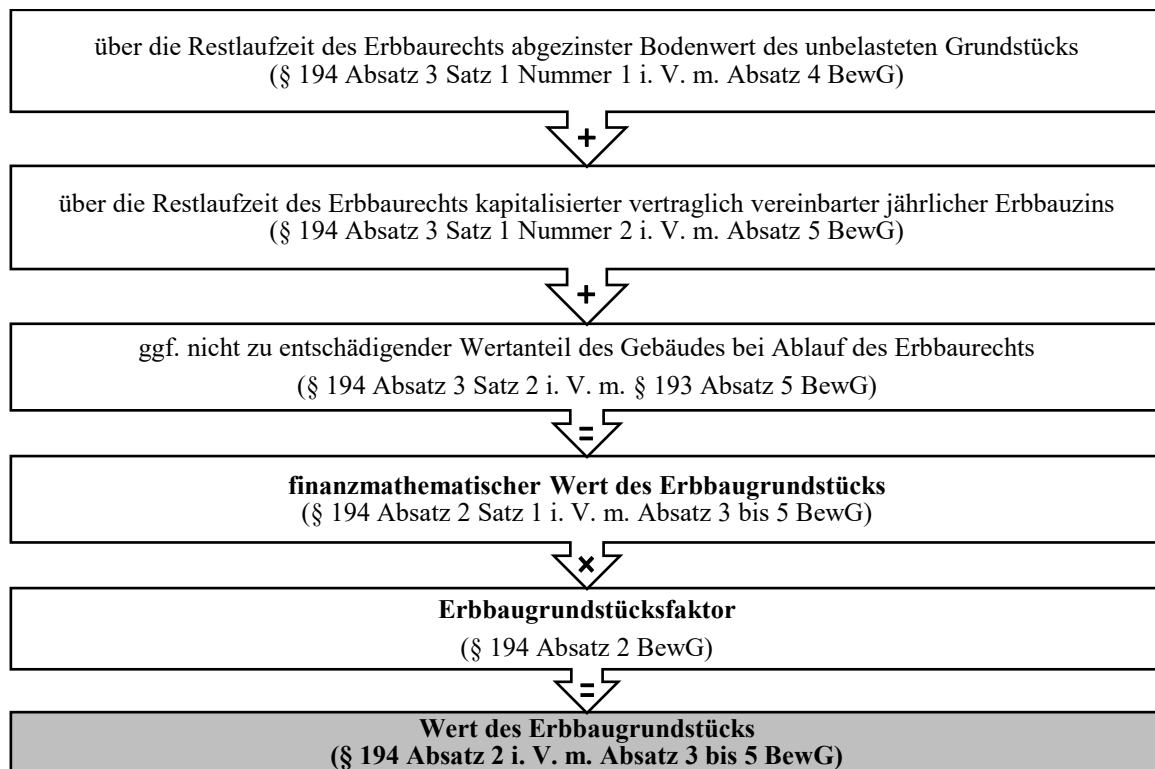 über die Restlaufzeit des Erbbaurechts abgezinster Bodenwert des unbelasteten Grundstücks
(§ 194 Absatz 3 Satz 1 Nummer 1 i. V. m. Absatz 4 BewG)
+
über die Restlaufzeit des Erbbaurechts kapitalisierter vertraglich vereinbarter jährlicher Erbbauzins
(§ 194 Absatz 3 Satz 1 Nummer 2 i. V. m. Absatz 5 BewG)
+
ggf. nicht zu entschädigender Wertanteil des Gebäudes bei Ablauf des Erbbaurechts
(§ 194 Absatz 3 Satz 2 i. V. m. § 193 Absatz 5 BewG)
=
finanzmathematischer Wert des Erbbaugrundstücks
(§ 194 Absatz 2 Satz 1 i. V. m. Absatz 3 bis 5 BewG)
×
Erbbaugrundstücksfaktor
(§ 194 Absatz 2 BewG)
=
Wert des Erbbaugrundstücks
(§ 194 Absatz 2 i. V. m. Absatz 3 bis 5 BewG)